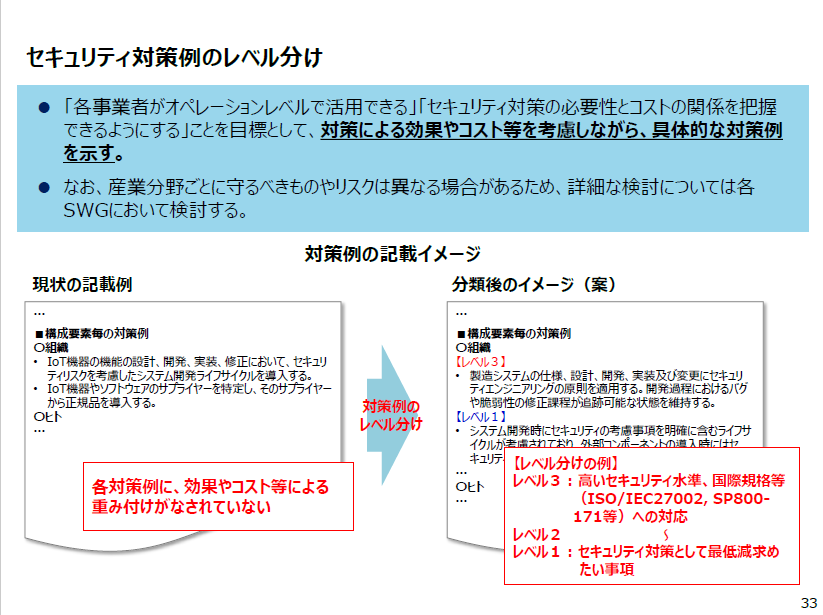 セキュリティ対策例のレベル分け
● 「各事業者がオペレーションレベルで活用できる」「セキュリティ対策の必要性とコストの関係を把握
できるようにする」ことを目標として、対策による効果やコスト等を考慮しながら、具体的な対策例
を示す。
● なお、産業分野ごとに守るべきものやリスクは異なる場合があるため、詳細な検討については各
SWGにおいて検討する。
対策例の記載イメージ
現状の記載例
…
■構成要素毎の対策例
〇組織
• IoT機器の機能の設計、開発、実装、修正において、セキュリ
ティリスクを考慮したシステム開発ライフサイクルを導入する。
• IoT機器やソフトウェアのサプライヤーを特定し、そのサプライヤー
から正規品を導入する。
〇ヒト
…
各対策例に、効果やコスト等による
重み付けがなされていない
対策例の
レベル分け
分類後のイメージ（案）
…
■構成要素毎の対策例
〇組織
【レベル３】
• 製造システムの仕様、設計、開発、実装及び変更にセキュリ
ティエンジニアリングの原則を適用する。開発過程におけるバグ
や脆弱性の修正課程が追跡可能な状態を維持する。
【レベル１】
• システム開発時にセキュリティの考慮事項を明確に含むライフサ
イクルが考慮されており、外部コンポーネントの導入時にはセ
キュリテ
…
〇ヒト
…
【レベル分けの例】
レベル３：高いセキュリティ水準、国際規格等
（ISO/IEC27002, SP800-
171等）への対応
レベル２ ～
レベル１：セキュリティ対策として最低減求め
たい事項
33